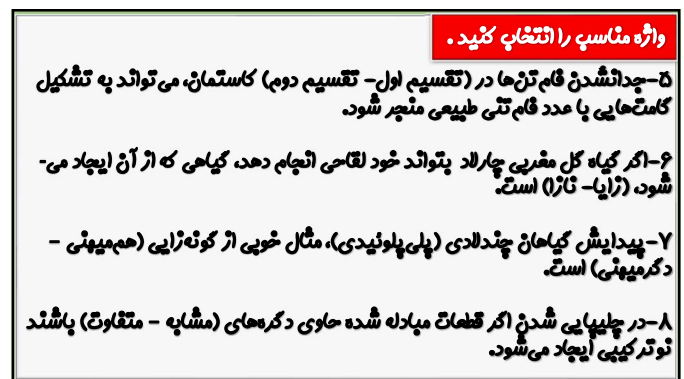 واژه مناسب را انتخاب کنید .
۵–جدانشدن فام‌تن‌ها در (تقسیم اول– تقسیم دوم) کاستمان، می‌تواند به تشکیل
کامت‌هایی با عدد فام‌تنی طبیعی منجر شود.
۶–اگر گیاه گل مغربی چارلاد بتواند خود لقاحی انجام دهد، گیاهی که از آن ایجاد می-
شود، (زایا– نازا) است.
۷–پیدایش گیاهان چندلادی (پلی‌پلوئیدی)، مثال خوبی از گونه‌زایی (هم‌میهنی –
دگرمیهنی) است.
۸–در چلیپایی شدن اگر قطعات مبادله شده حاوی دگره‌های (مشابه – متفاوت) باشند
نوترکیبی ایجاد می‌شود.